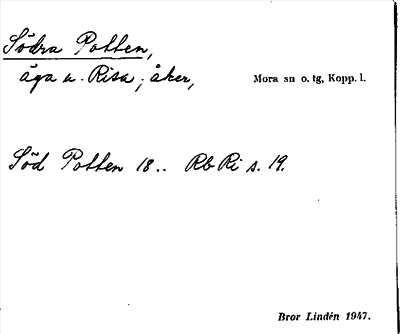 Södra Potten,
äga u. Risa; åker,
Mora sn o. tg, Kopp. l.
Söd Potten 18.. Rb Ri s. 19.
Bror Lindén 1947.